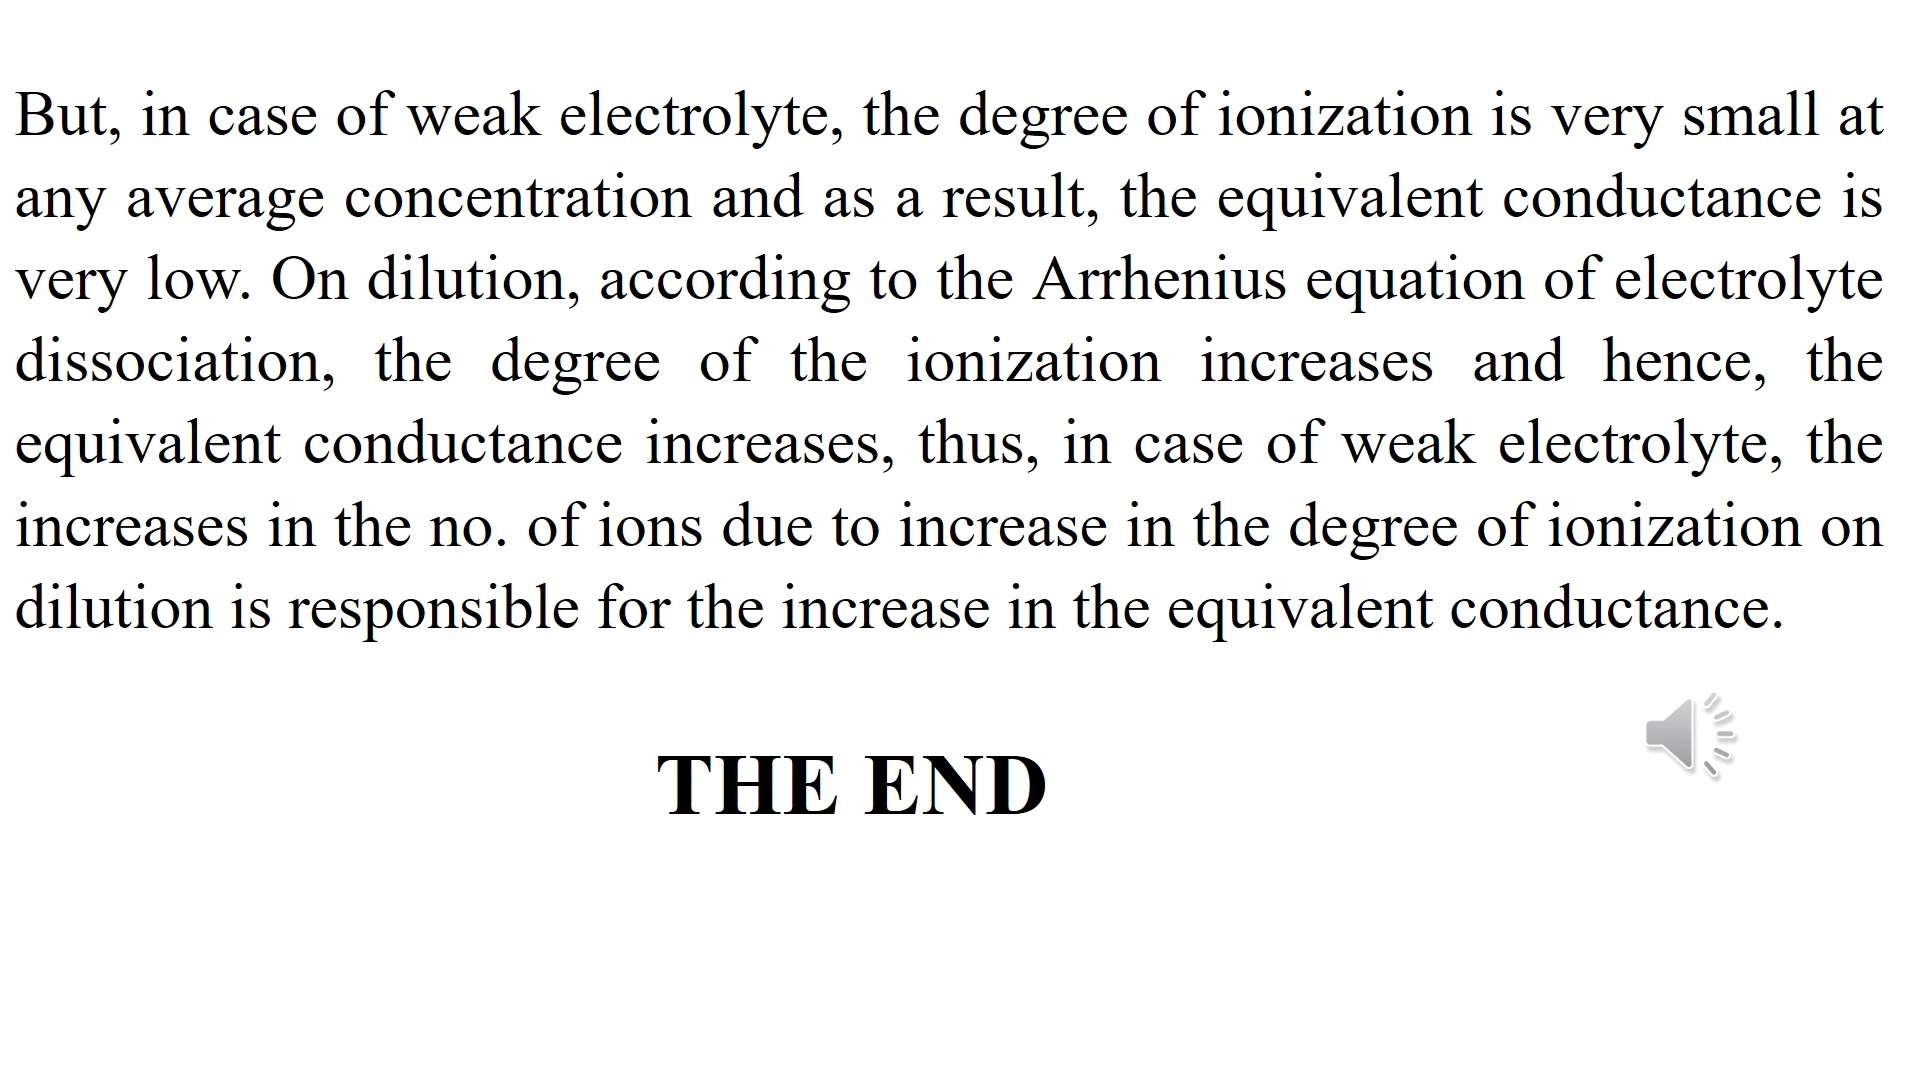 But, in case of weak electrolyte, the degree of ionization is very small at
any average concentration and as a result, the equivalent conductance is
very low. On dilution, according to the Arrhenius equation of electrolyte
dissociation, the degree of the ionization increases and hence, the
equivalent conductance increases, thus, in case of weak electrolyte, the
increases in the no. of ions due to increase in the degree of ionization on
dilution is responsible for the increase in the equivalent conductance.
THE END